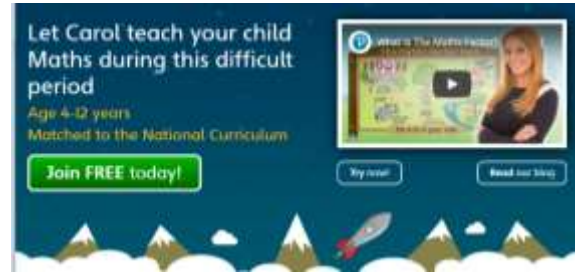 Let Carol teach your child
Maths during this difficult
period
Age 4-12 years
Matched to the National Curriculum
Join FREE today!
What is The Maths Factor?
Try now!
Read our blog